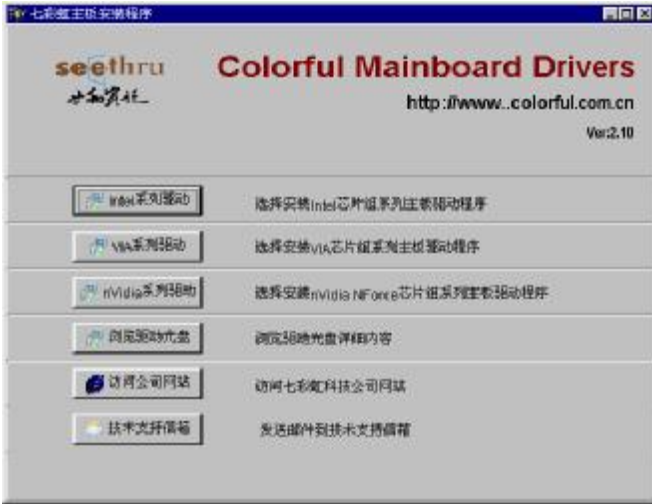 七彩虹主板安装程序
seethru
世和资讯
Colorful Mainboard Drivers
http://www..colorful.com.cn
Ver:2.10
Intel系列驱动 选择安装Intel芯片组系列主板驱动程序
VIA系列驱动 选择安装VIA芯片组系列主板驱动程序
nVidia系列驱动 选择安装nVidia NForce芯片组系列主板驱动程序
浏览驱动光盘 浏览驱动光盘详细内容
访问公司网站 访问七彩虹科技公司网站
技术支持信箱 发送邮件到技术支持信箱